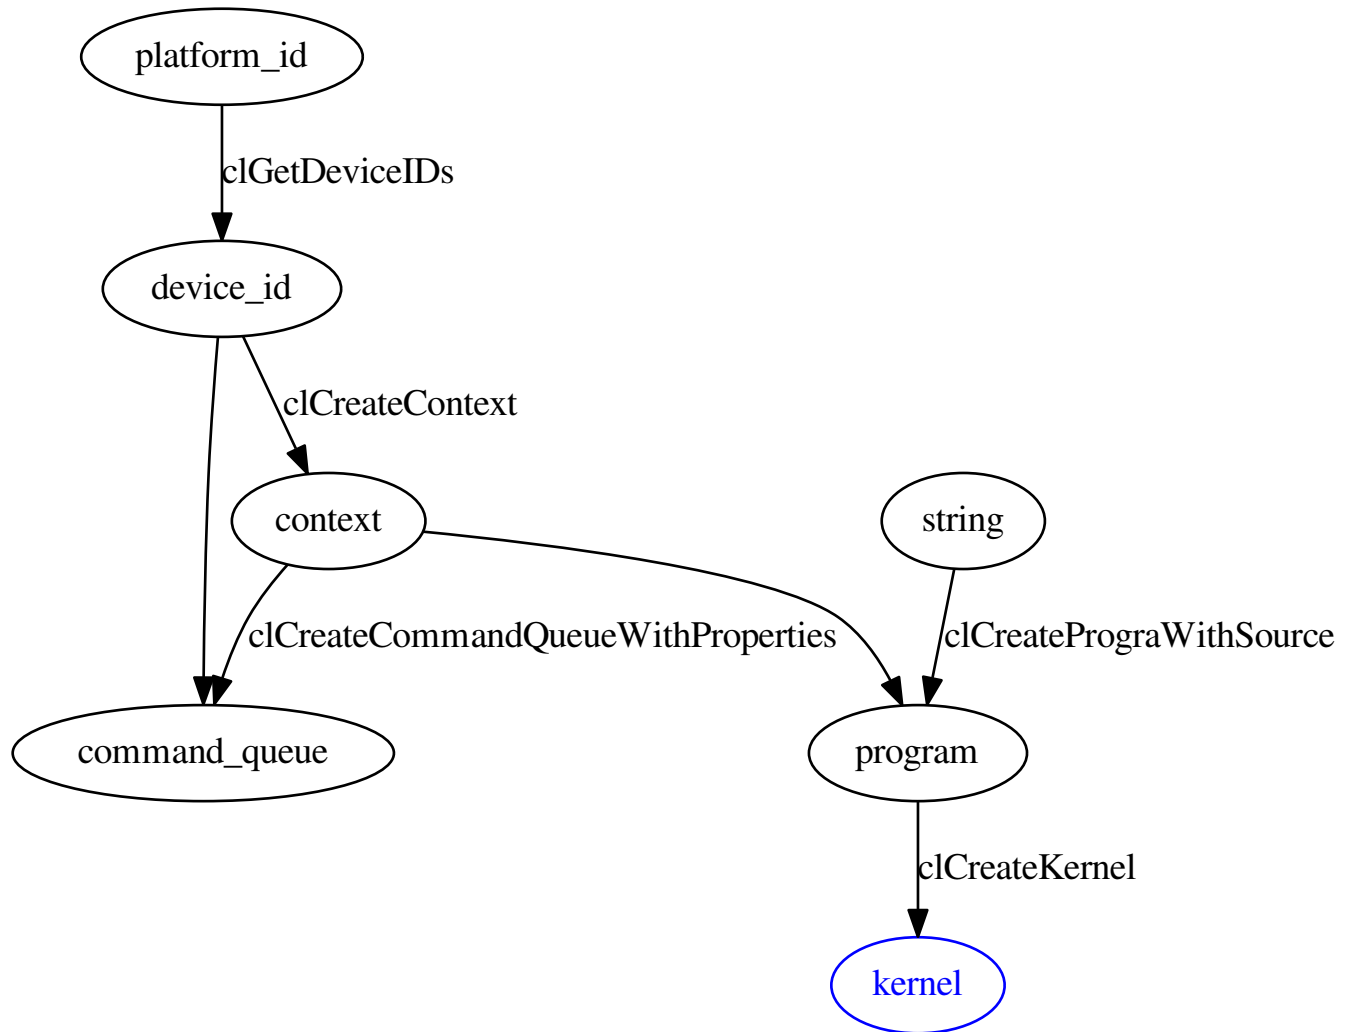 platform_id
clGetDeviceIDs
device_id
clCreateContext
context
string
clCreateCommandQueueWithProperties
clCreatePrograWithSource
command_queue
program
clCreateKernel
kernel